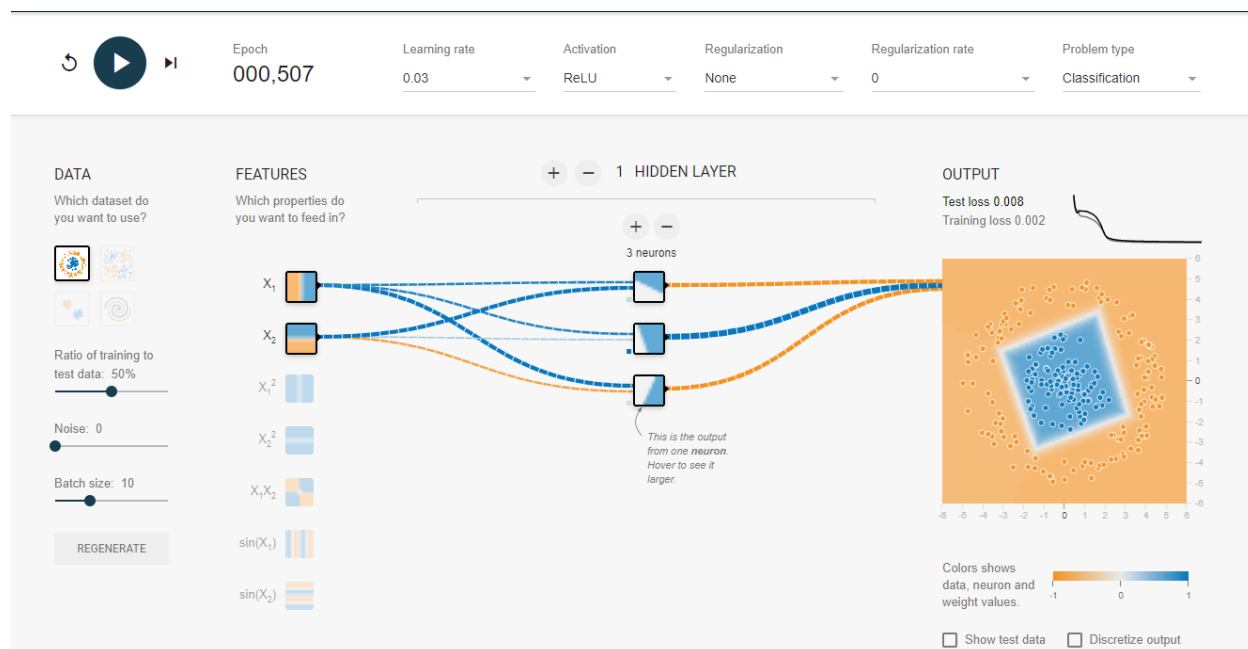 Epoch
000,507
Learning rate
0.03
Activation
ReLU
Regularization
None
Regularization rate
0
Problem type
Classification
DATA
Which dataset do
you want to use?
Ratio of training to
test data: 50%
Noise: 0
Batch size: 10
REGENERATE
FEATURES
Which properties do
you want to feed in?
X₁
X₂
X₁²
X₂²
X₁X₂
sin(X₁)
sin(X₂)
+ − 1 HIDDEN LAYER
+ −
3 neurons
This is the output
from one neuron.
Hover to see it
larger.
OUTPUT
Test loss 0.008
Training loss 0.002
6
5
4
3
2
1
0
-1
-2
-3
-4
-5
-6
-6 -5 -4 -3 -2 -1 0 1 2 3 4 5 6
Colors shows
data, neuron and
weight values.
-1 0 1
Show test data
Discretize output